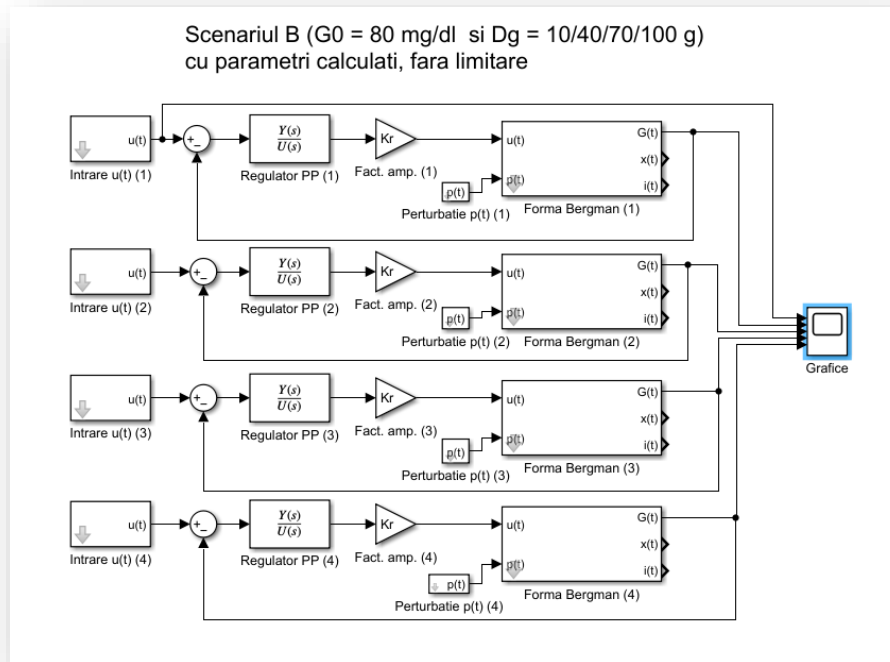 Scenariul B (G0 = 80 mg/dl si Dg = 10/40/70/100 g)
cu parametri calculati, fara limitare
u(t)
Intrare u(t) (1)
+
_
Y(s)
U(s)
Regulator PP (1)
Kr
Fact. amp. (1)
p(t)
Perturbatie p(t) (1)
u(t)
p(t)
G(t)
x(t)
i(t)
Forma Bergman (1)
u(t)
Intrare u(t) (2)
+
_
Y(s)
U(s)
Regulator PP (2)
Kr
Fact. amp. (2)
p(t)
Perturbatie p(t) (2)
u(t)
p(t)
G(t)
x(t)
i(t)
Forma Bergman (2)
Grafice
u(t)
Intrare u(t) (3)
+
_
Y(s)
U(s)
Regulator PP (3)
Kr
Fact. amp. (3)
p(t)
Perturbatie p(t) (3)
u(t)
p(t)
G(t)
x(t)
i(t)
Forma Bergman (3)
u(t)
Intrare u(t) (4)
+
_
Y(s)
U(s)
Regulator PP (4)
Kr
Fact. amp. (4)
p(t)
Perturbatie p(t) (4)
u(t)
p(t)
G(t)
x(t)
i(t)
Forma Bergman (4)